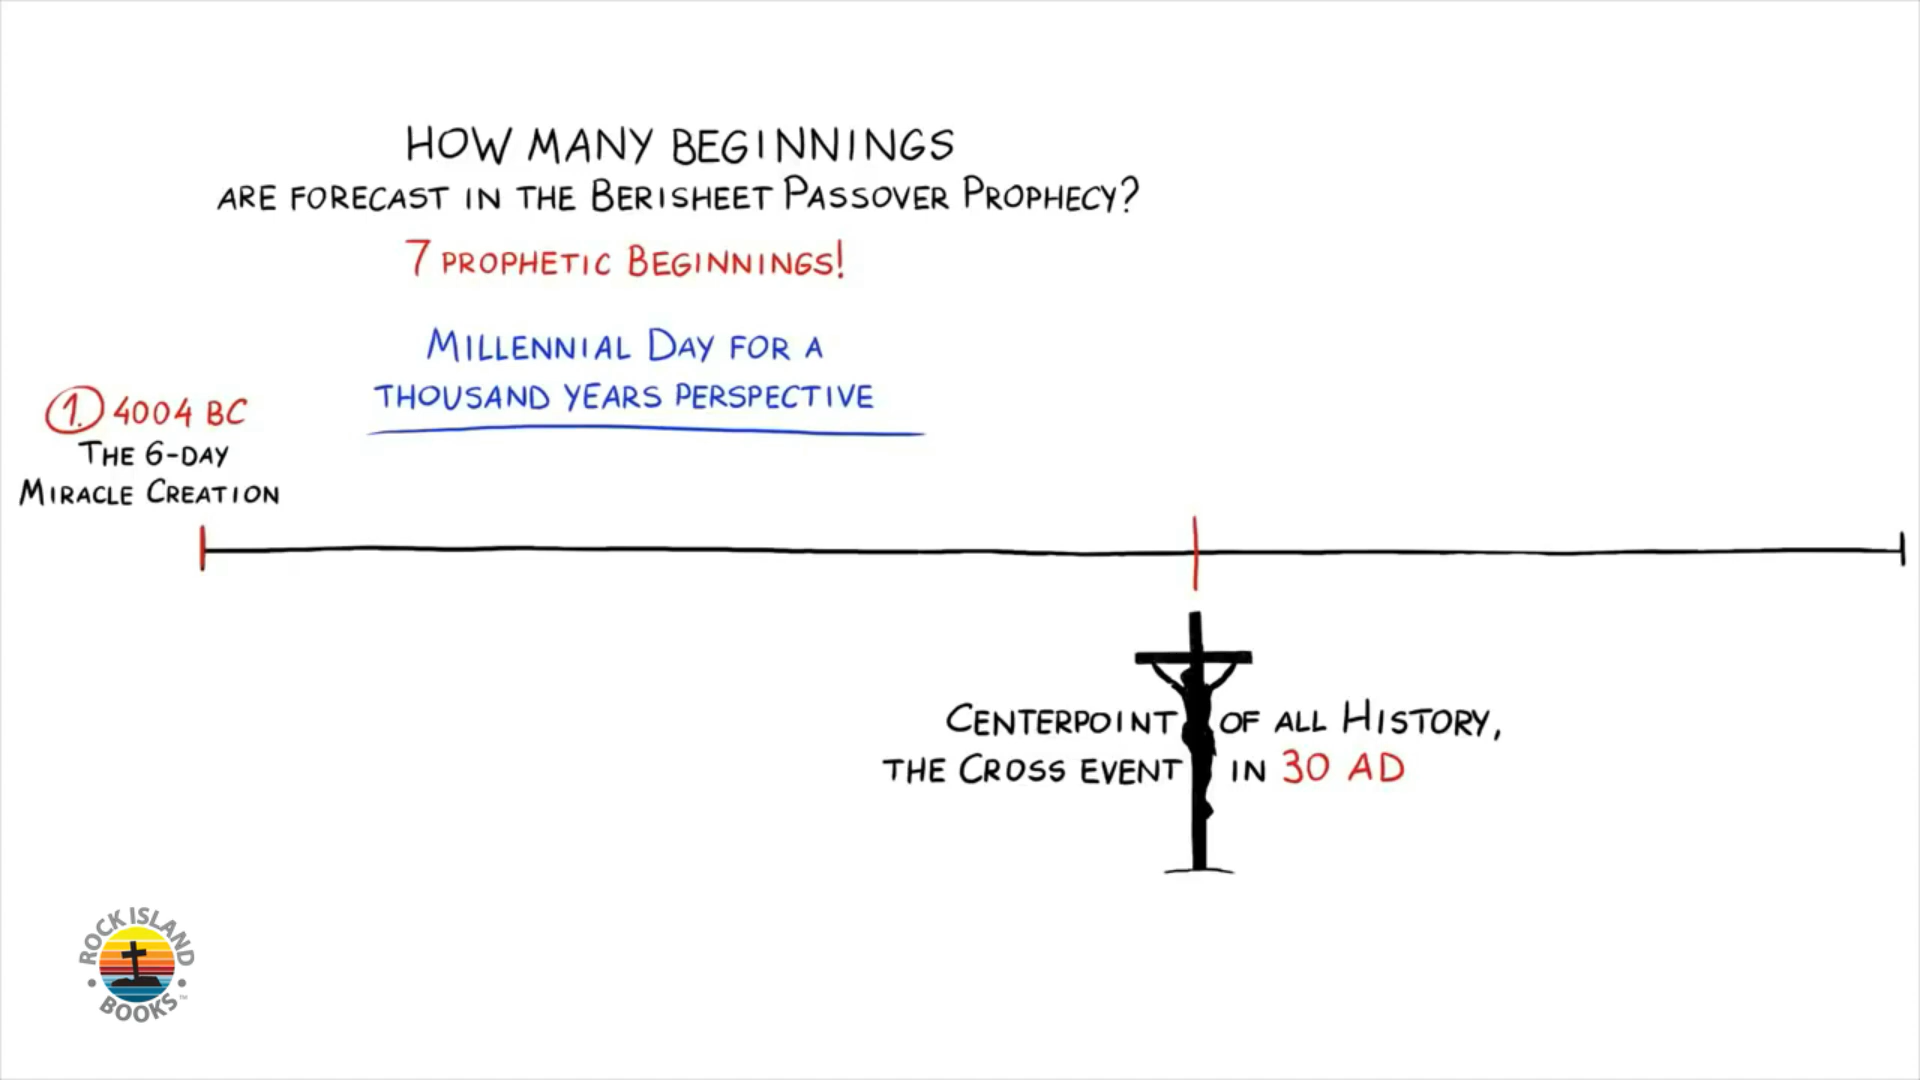 HOW MANY BEGINNINGS
ARE FORECAST IN THE BERISHEET PASSOVER PROPHECY?
7 PROPHETIC BEGINNINGS!
MILLENNIAL DAY FOR A
THOUSAND YEARS PERSPECTIVE
1. 4004 BC
THE 6-DAY
MIRACLE CREATION
CENTERPOINT OF ALL HISTORY,
THE CROSS EVENT IN 30 AD
ROCK ISLAND
BOOKS™